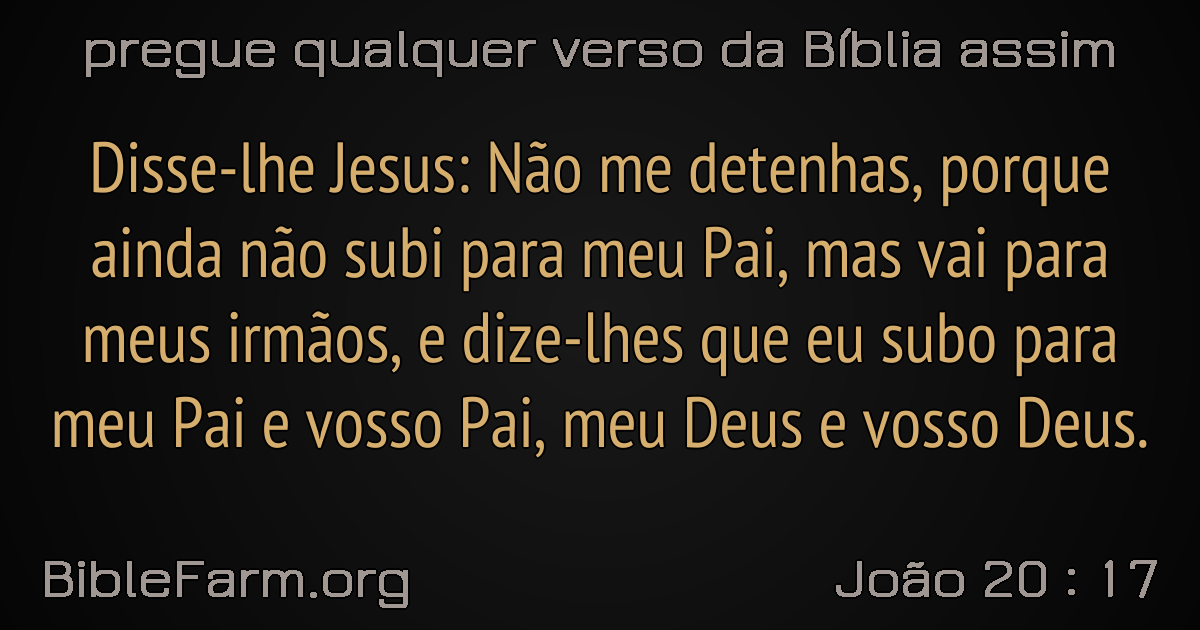 pregue qualquer verso da Bíblia assim
Disse-lhe Jesus: Não me detenhas, porque
ainda não subi para meu Pai, mas vai para
meus irmãos, e dize-lhes que eu subo para
meu Pai e vosso Pai, meu Deus e vosso Deus.
BibleFarm.org
João 20 : 17